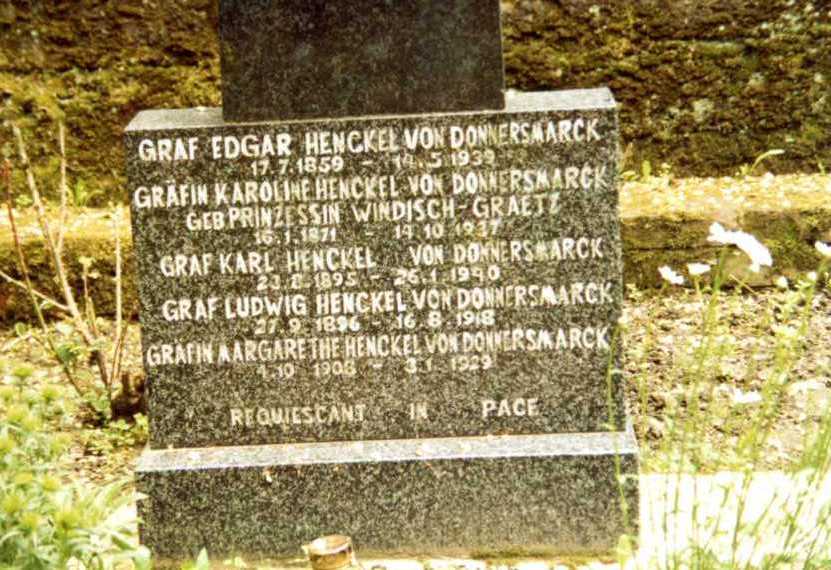 GRAF EDGAR HENCKEL VON DONNERSMARCK
17.7.1859 - 14.5 1939
GRÄFIN KAROLINE HENCKEL VON DONNERSMARCK
GEB PRINZESSIN WINDISCH-GRAETZ
16.1.1871 - 14 10 1937
GRAF KARL HENCKEL VON DONNERSMARCK
23 1895 - 26.1 1940
GRAF LUDWIG HENCKEL VON DONNERSMARCK
27.9 1896 - 16.8 1918
GRÄFIN MARGARETHE HENCKEL VON DONNERSMARCK
4.10 1908 - 3.1 1929
REQUIESCANT IN PACE